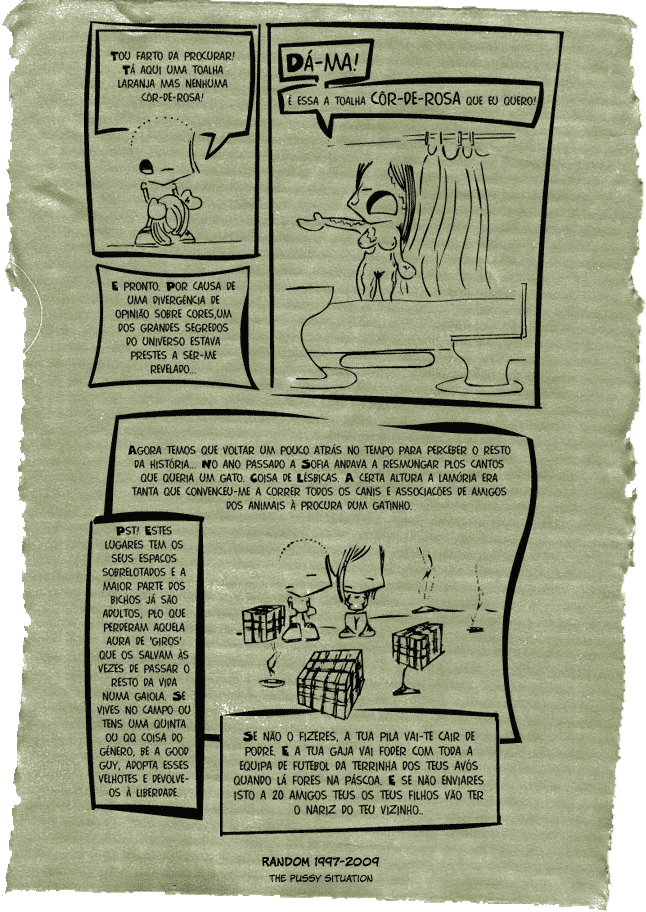 Tou farto da procurar!
Tá aqui uma toalha
laranja mas nenhuma
côr-de-rosa!
Dá-ma!
É essa a toalha côr-de-rosa que eu quero!
E pronto. Por causa de
uma divergência de
opinião sobre cores,um
dos grandes segredos
do universo estava
prestes a ser-me
revelado...
Agora temos que voltar um pouco atrás no tempo para perceber o resto
da história... No ano passado a Sofia andava a resmungar plos cantos
que queria um gato. Coisa de Lésbicas. A certa altura a lamúria era
tanta que convenceu-me a correr todos os canis e associacões de amigos
dos animais à procura dum gatinho.
Pst! Estes
lugares tem os
seus espacos
sobrelotados e a
maior parte dos
bichos já são
adultos, plo que
perderam aquela
aura de 'giros'
que os salvam às
vezes de passar o
resto da vida
numa gaiola. Se
vives no campo ou
tens uma quinta
ou qq coisa do
género, be a good
guy, adopta esses
velhotes e devolve-
os à liberdade.
Se não o fizeres, a tua pila vai-te cair de
podre. E a tua gaja vai foder com toda a
equipa de futebol da terrinha dos teus avós
quando lá fores na páscoa. E se não enviares
isto a 20 amigos teus os teus filhos vão ter
o nariz do teu vizinho..
RANDOM 1997-2009
THE PUSSY SITUATION